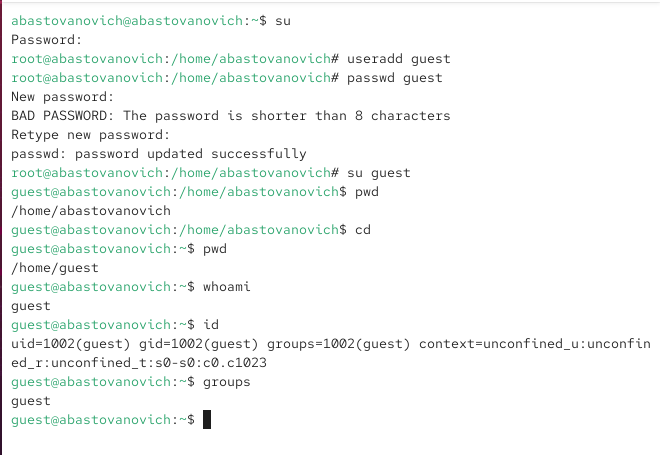 abastovanovich@abastovanovich:~$ su
Password:
root@abastovanovich:/home/abastovanovich# useradd guest
root@abastovanovich:/home/abastovanovich# passwd guest
New password:
BAD PASSWORD: The password is shorter than 8 characters
Retype new password:
passwd: password updated successfully
root@abastovanovich:/home/abastovanovich# su guest
guest@abastovanovich:/home/abastovanovich$ pwd
/home/abastovanovich
guest@abastovanovich:/home/abastovanovich$ cd
guest@abastovanovich:~$ pwd
/home/guest
guest@abastovanovich:~$ whoami
guest
guest@abastovanovich:~$ id
uid=1002(guest) gid=1002(guest) groups=1002(guest) context=unconfined_u:unconfin
ed_r:unconfined_t:s0-s0:c0.c1023
guest@abastovanovich:~$ groups
guest
guest@abastovanovich:~$